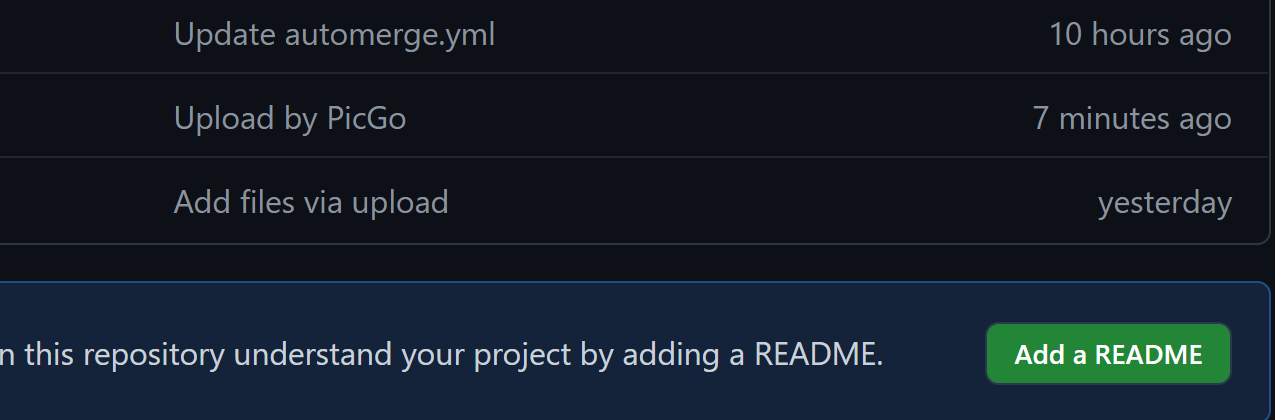 Update automerge.yml 10 hours ago
Upload by PicGo 7 minutes ago
Add files via upload yesterday
this repository understand your project by adding a README. Add a README